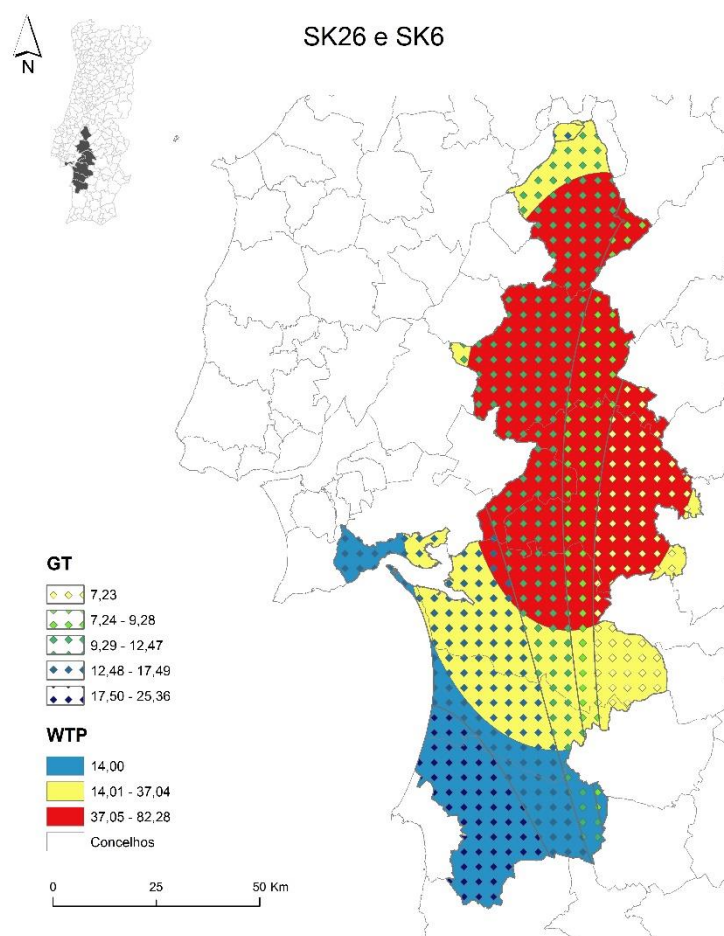 SK26 e SK6
N
GT
7,23
7,24 - 9,28
9,29 - 12,47
12,48 - 17,49
17,50 - 25,36
WTP
14,00
14,01 - 37,04
37,05 - 82,28
Concelhos
0 25 50 Km